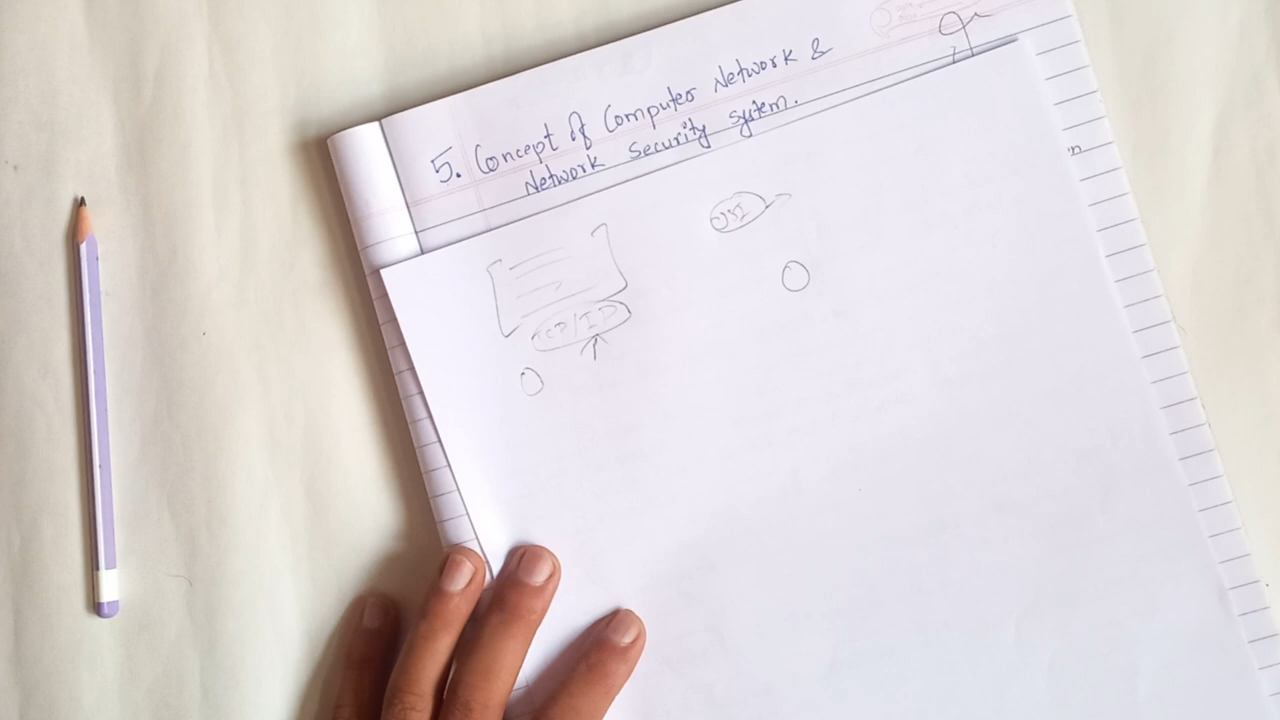 5. Concept of Computer Network &
Network Security system.
OSI
TCP/IP